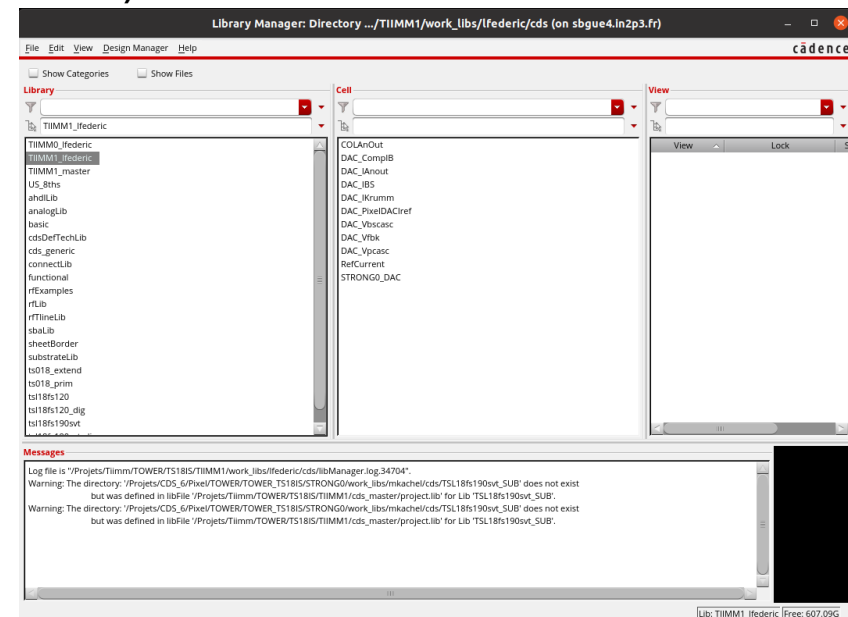 Library Manager: Directory .../TIIMM1/work_libs/lfederic/cds (on sbgue4.in2p3.fr)
File Edit View Design Manager Help
cādence
Show Categories Show Files
Library
TIIMM1_lfederic
TIIMM0_lfederic
TIIMM1_lfederic
TIIMM1_master
US_8ths
ahdlLib
analogLib
basic
cdsDefTechLib
cds_generic
connectLib
functional
rfExamples
rfLib
rfTlineLib
sbaLib
sheetBorder
substrateLib
ts018_extend
ts018_prim
tsl18fs120
tsl18fs120_dig
tsl18fs190svt
Cell
COLAnOut
DAC_CompIB
DAC_IAnout
DAC_IBS
DAC_IKrumm
DAC_PixelDACIref
DAC_Vbscasc
DAC_Vfbk
DAC_Vpcasc
RefCurrent
STRONG0_DAC
View
View Lock S
Messages
Log file is "/Projets/Tiimm/TOWER/TS18IS/TIIMM1/work_libs/lfederic/cds/libManager.log.34704".
Warning: The directory: '/Projets/CDS_6/Pixel/TOWER/TOWER_TS18IS/STRONG0/work_libs/mkachel/cds/TSL18fs190svt_SUB' does not exist
but was defined in libFile '/Projets/Tiimm/TOWER/TS18IS/TIIMM1/cds_master/project.lib' for Lib 'TSL18fs190svt_SUB'.
Warning: The directory: '/Projets/CDS_6/Pixel/TOWER/TOWER_TS18IS/STRONG0/work_libs/mkachel/cds/TSL18fs190svt_SUB' does not exist
but was defined in libFile '/Projets/Tiimm/TOWER/TS18IS/TIIMM1/cds_master/project.lib' for Lib 'TSL18fs190svt_SUB'.
Lib: TIIMM1_lfederic Free: 607.09G